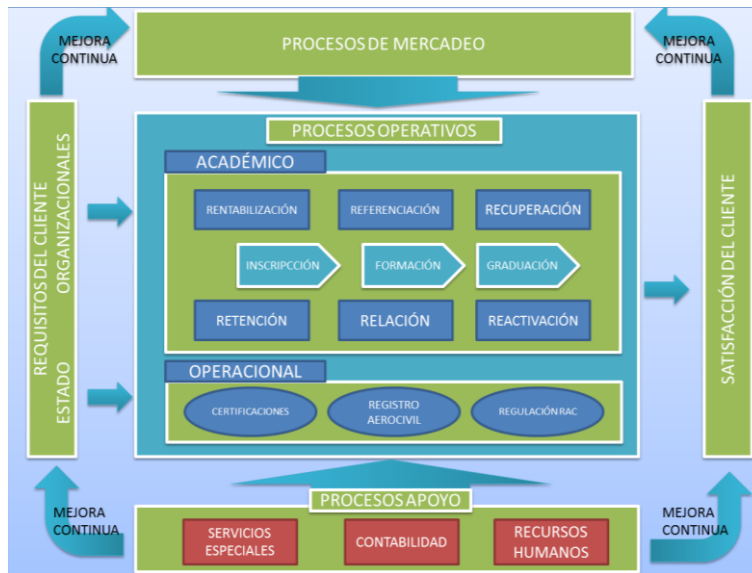 MEJORA
CONTINUA
PROCESOS DE MERCADEO
MEJORA
CONTINUA
REQUISITOS DEL CLIENTE
ESTADO ORGANIZACIONALES
PROCESOS OPERATIVOS
ACADÉMICO
RENTABILIZACIÓN
REFERENCIACIÓN
RECUPERACIÓN
INSCRIPCCIÓN
FORMACIÓN
GRADUACIÓN
RETENCIÓN
RELACIÓN
REACTIVACIÓN
OPERACIONAL
CERTIFICACIONES
REGISTRO
AEROCIVIL
REGULACIÓN RAC
SATISFACCIÓN DEL CLIENTE
PROCESOS APOYO
MEJORA
CONTINUA
SERVICIOS
ESPECIALES
CONTABILIDAD
RECURSOS
HUMANOS
MEJORA
CONTINUA